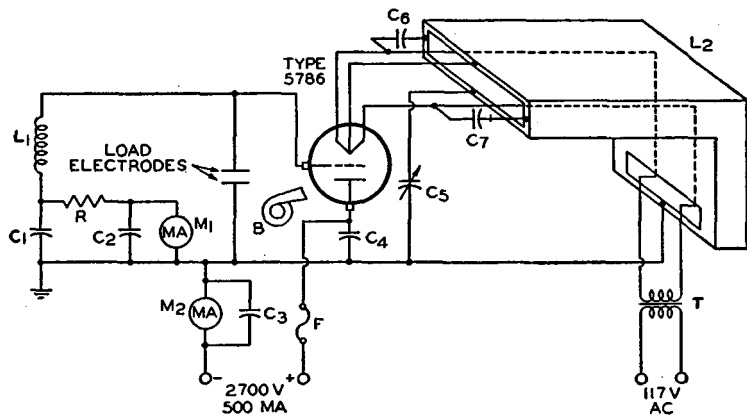 C6
L2
TYPE
5786
C7
L1
LOAD
ELECTRODES
C5
B
R
C1
C2
MA
M1
C4
M2
MA
C3
F
T
-
+
2700 V
500 MA
117 V
AC